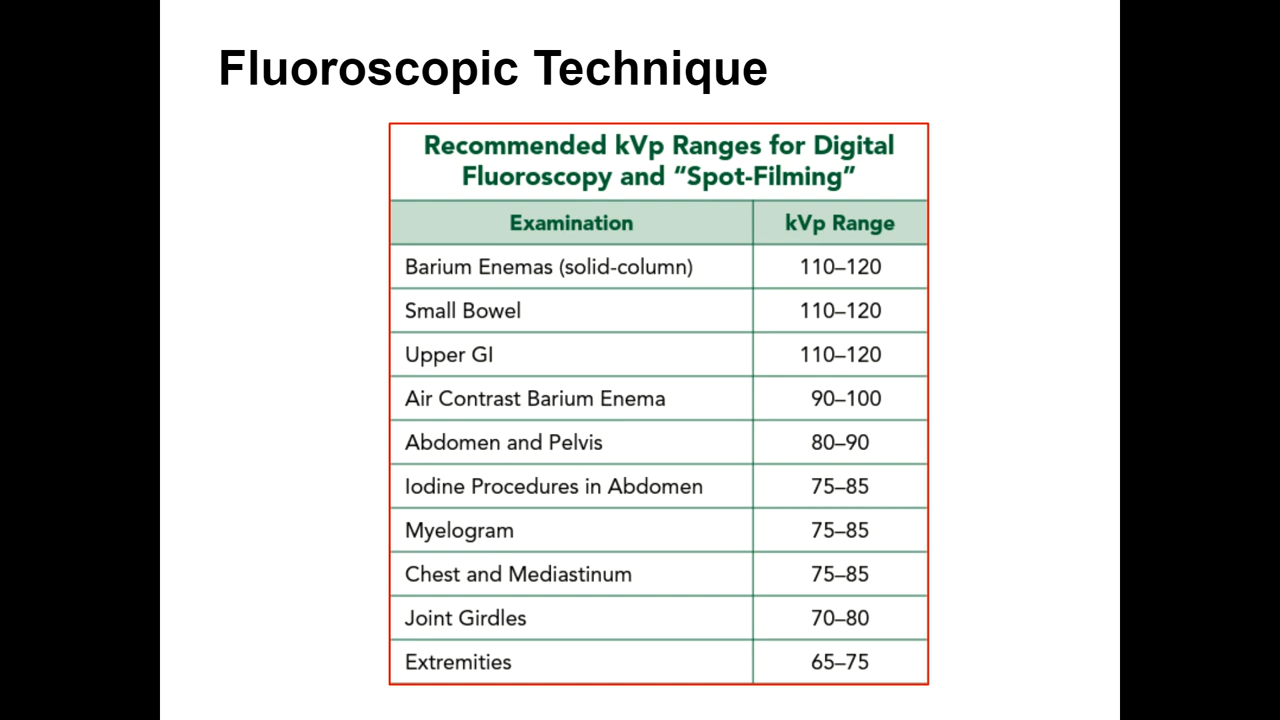 Fluoroscopic Technique
Recommended kVp Ranges for Digital
Fluoroscopy and “Spot-Filming”
Examination kVp Range
Barium Enemas (solid-column) 110–120
Small Bowel 110–120
Upper GI 110–120
Air Contrast Barium Enema 90–100
Abdomen and Pelvis 80–90
Iodine Procedures in Abdomen 75–85
Myelogram 75–85
Chest and Mediastinum 75–85
Joint Girdles 70–80
Extremities 65–75